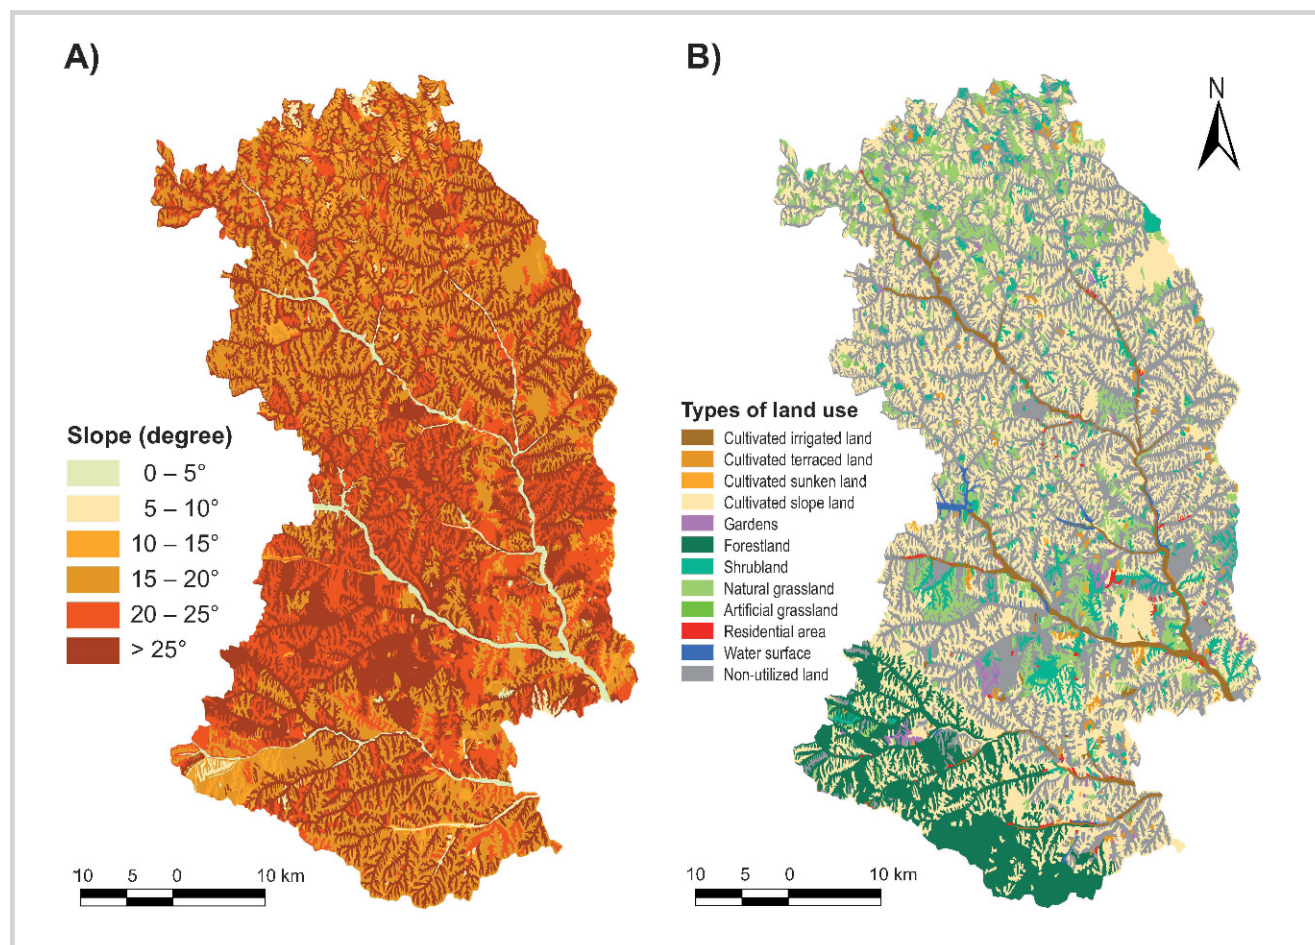 A)
B)
N
Slope (degree)
0 – 5°
5 – 10°
10 – 15°
15 – 20°
20 – 25°
> 25°
Types of land use
Cultivated irrigated land
Cultivated terraced land
Cultivated sunken land
Cultivated slope land
Gardens
Forestland
Shrubland
Natural grassland
Artificial grassland
Residential area
Water surface
Non-utilized land
10 5 0 10 km
10 5 0 10 km